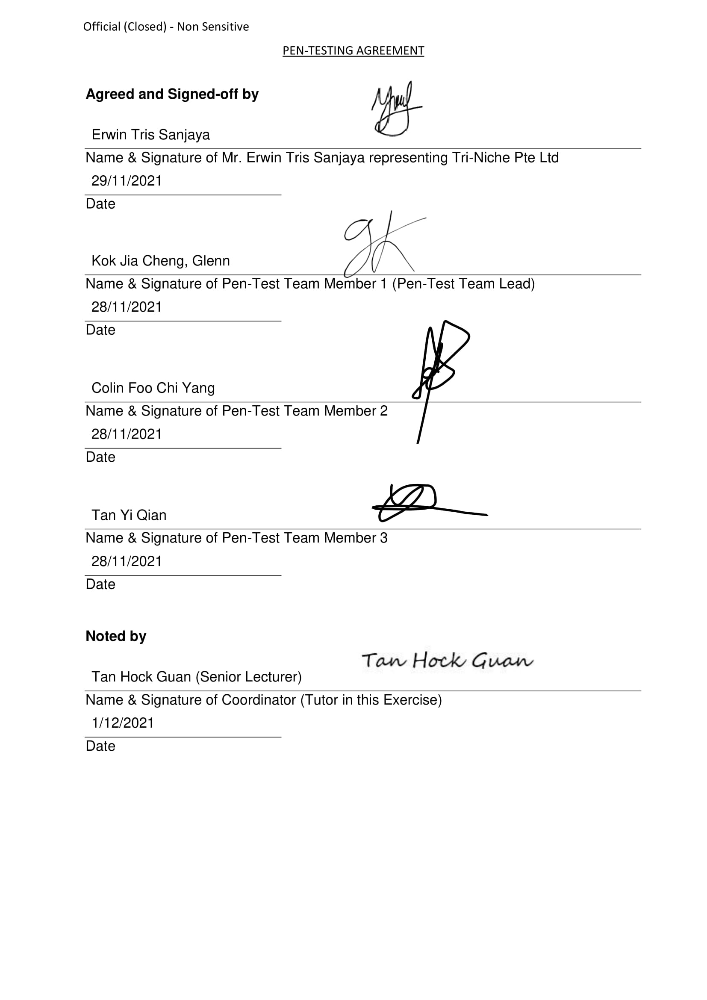 Official (Closed) - Non Sensitive
PEN-TESTING AGREEMENT
Agreed and Signed-off by
Erwin Tris Sanjaya
Name & Signature of Mr. Erwin Tris Sanjaya representing Tri-Niche Pte Ltd
29/11/2021
Date
Kok Jia Cheng, Glenn
Name & Signature of Pen-Test Team Member 1 (Pen-Test Team Lead)
28/11/2021
Date
Colin Foo Chi Yang
Name & Signature of Pen-Test Team Member 2
28/11/2021
Date
Tan Yi Qian
Name & Signature of Pen-Test Team Member 3
28/11/2021
Date
Noted by
Tan Hock Guan
Tan Hock Guan (Senior Lecturer)
Name & Signature of Coordinator (Tutor in this Exercise)
1/12/2021
Date